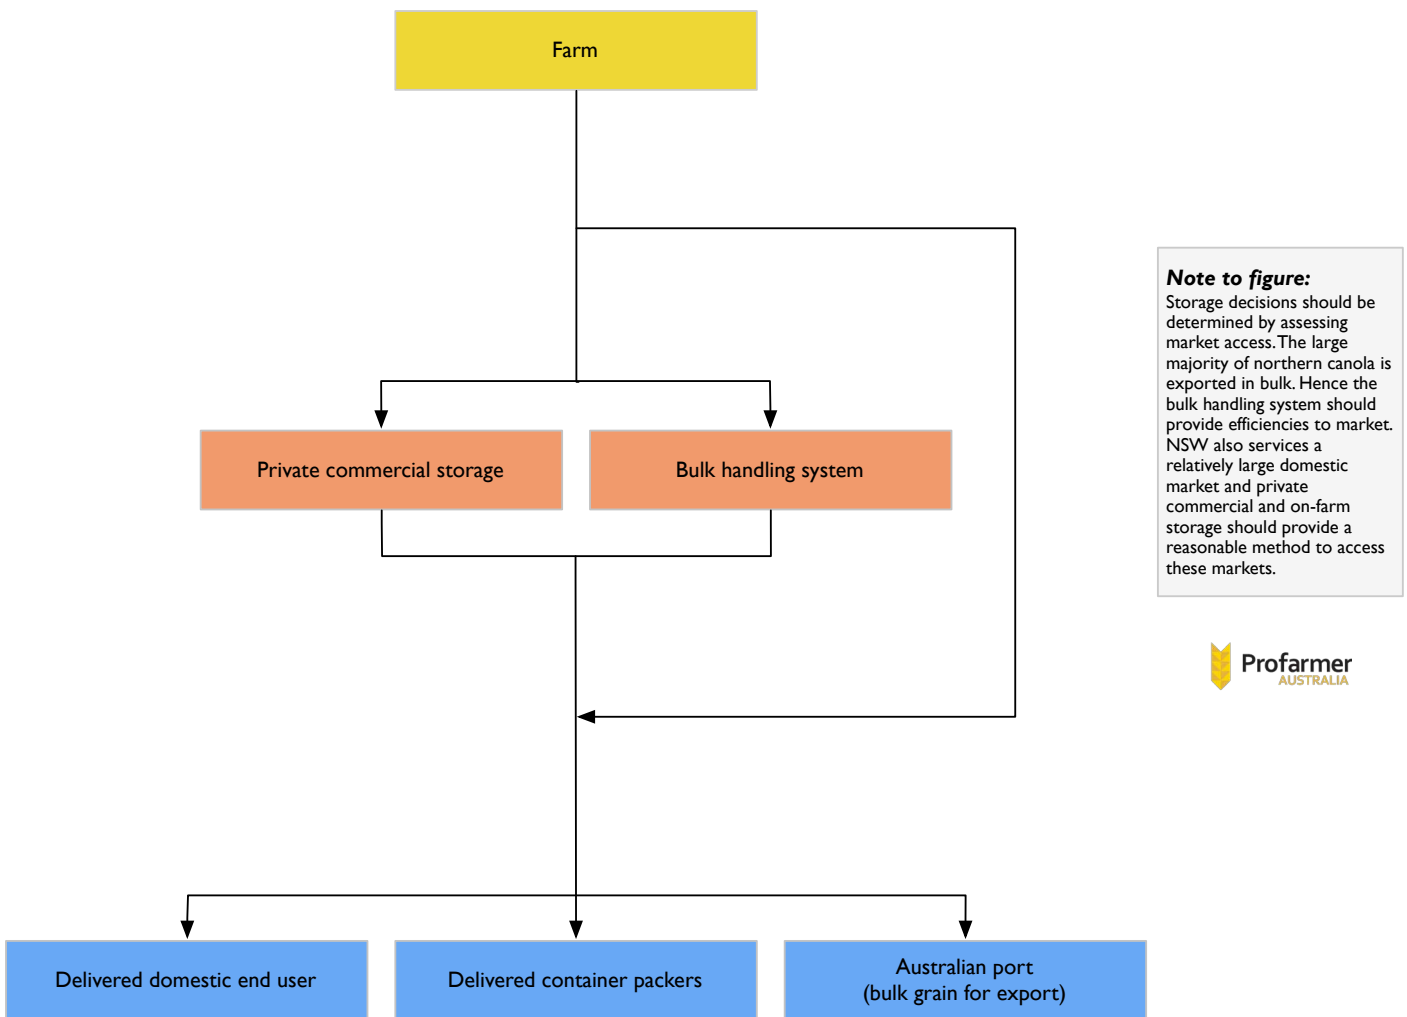 Farm
Note to figure:
Storage decisions should be
determined by assessing
market access. The large
majority of northern canola is
exported in bulk. Hence the
bulk handling system should
provide efficiencies to market.
NSW also services a
relatively large domestic
market and private
commercial and on-farm
storage should provide a
reasonable method to access
these markets.
Private commercial storage
Bulk handling system
Profarmer
AUSTRALIA
Delivered domestic end user
Delivered container packers
Australian port
(bulk grain for export)